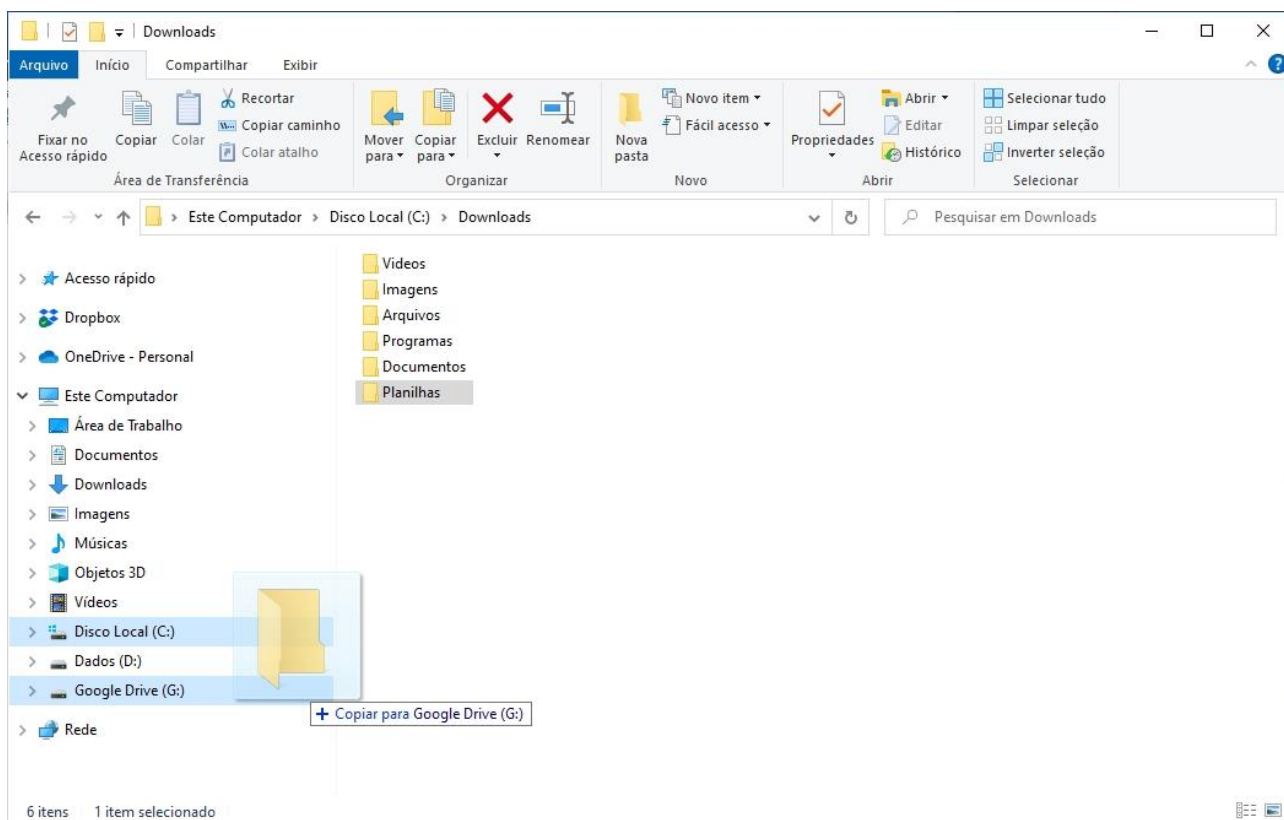 Downloads
Arquivo Início Compartilhar Exibir
Fixar no
Acesso rápido
Copiar
Colar
Recortar
Copiar caminho
Colar atalho
Área de Transferência
Mover
para
Copiar
para
Excluir
Renomear
Organizar
Nova
pasta
Novo item
Fácil acesso
Novo
Propriedades
Abrir
Editar
Histórico
Abrir
Selecionar tudo
Limpar seleção
Inverter seleção
Selecionar
Este Computador > Disco Local (C:) > Downloads
Pesquisar em Downloads
Acesso rápido
Dropbox
OneDrive - Personal
Este Computador
Área de Trabalho
Documentos
Downloads
Imagens
Músicas
Objetos 3D
Vídeos
Disco Local (C:)
Dados (D:)
Google Drive (G:)
Rede
Videos
Imagens
Arquivos
Programas
Documentos
Planilhas
+ Copiar para Google Drive (G:)
6 itens 1 item selecionado